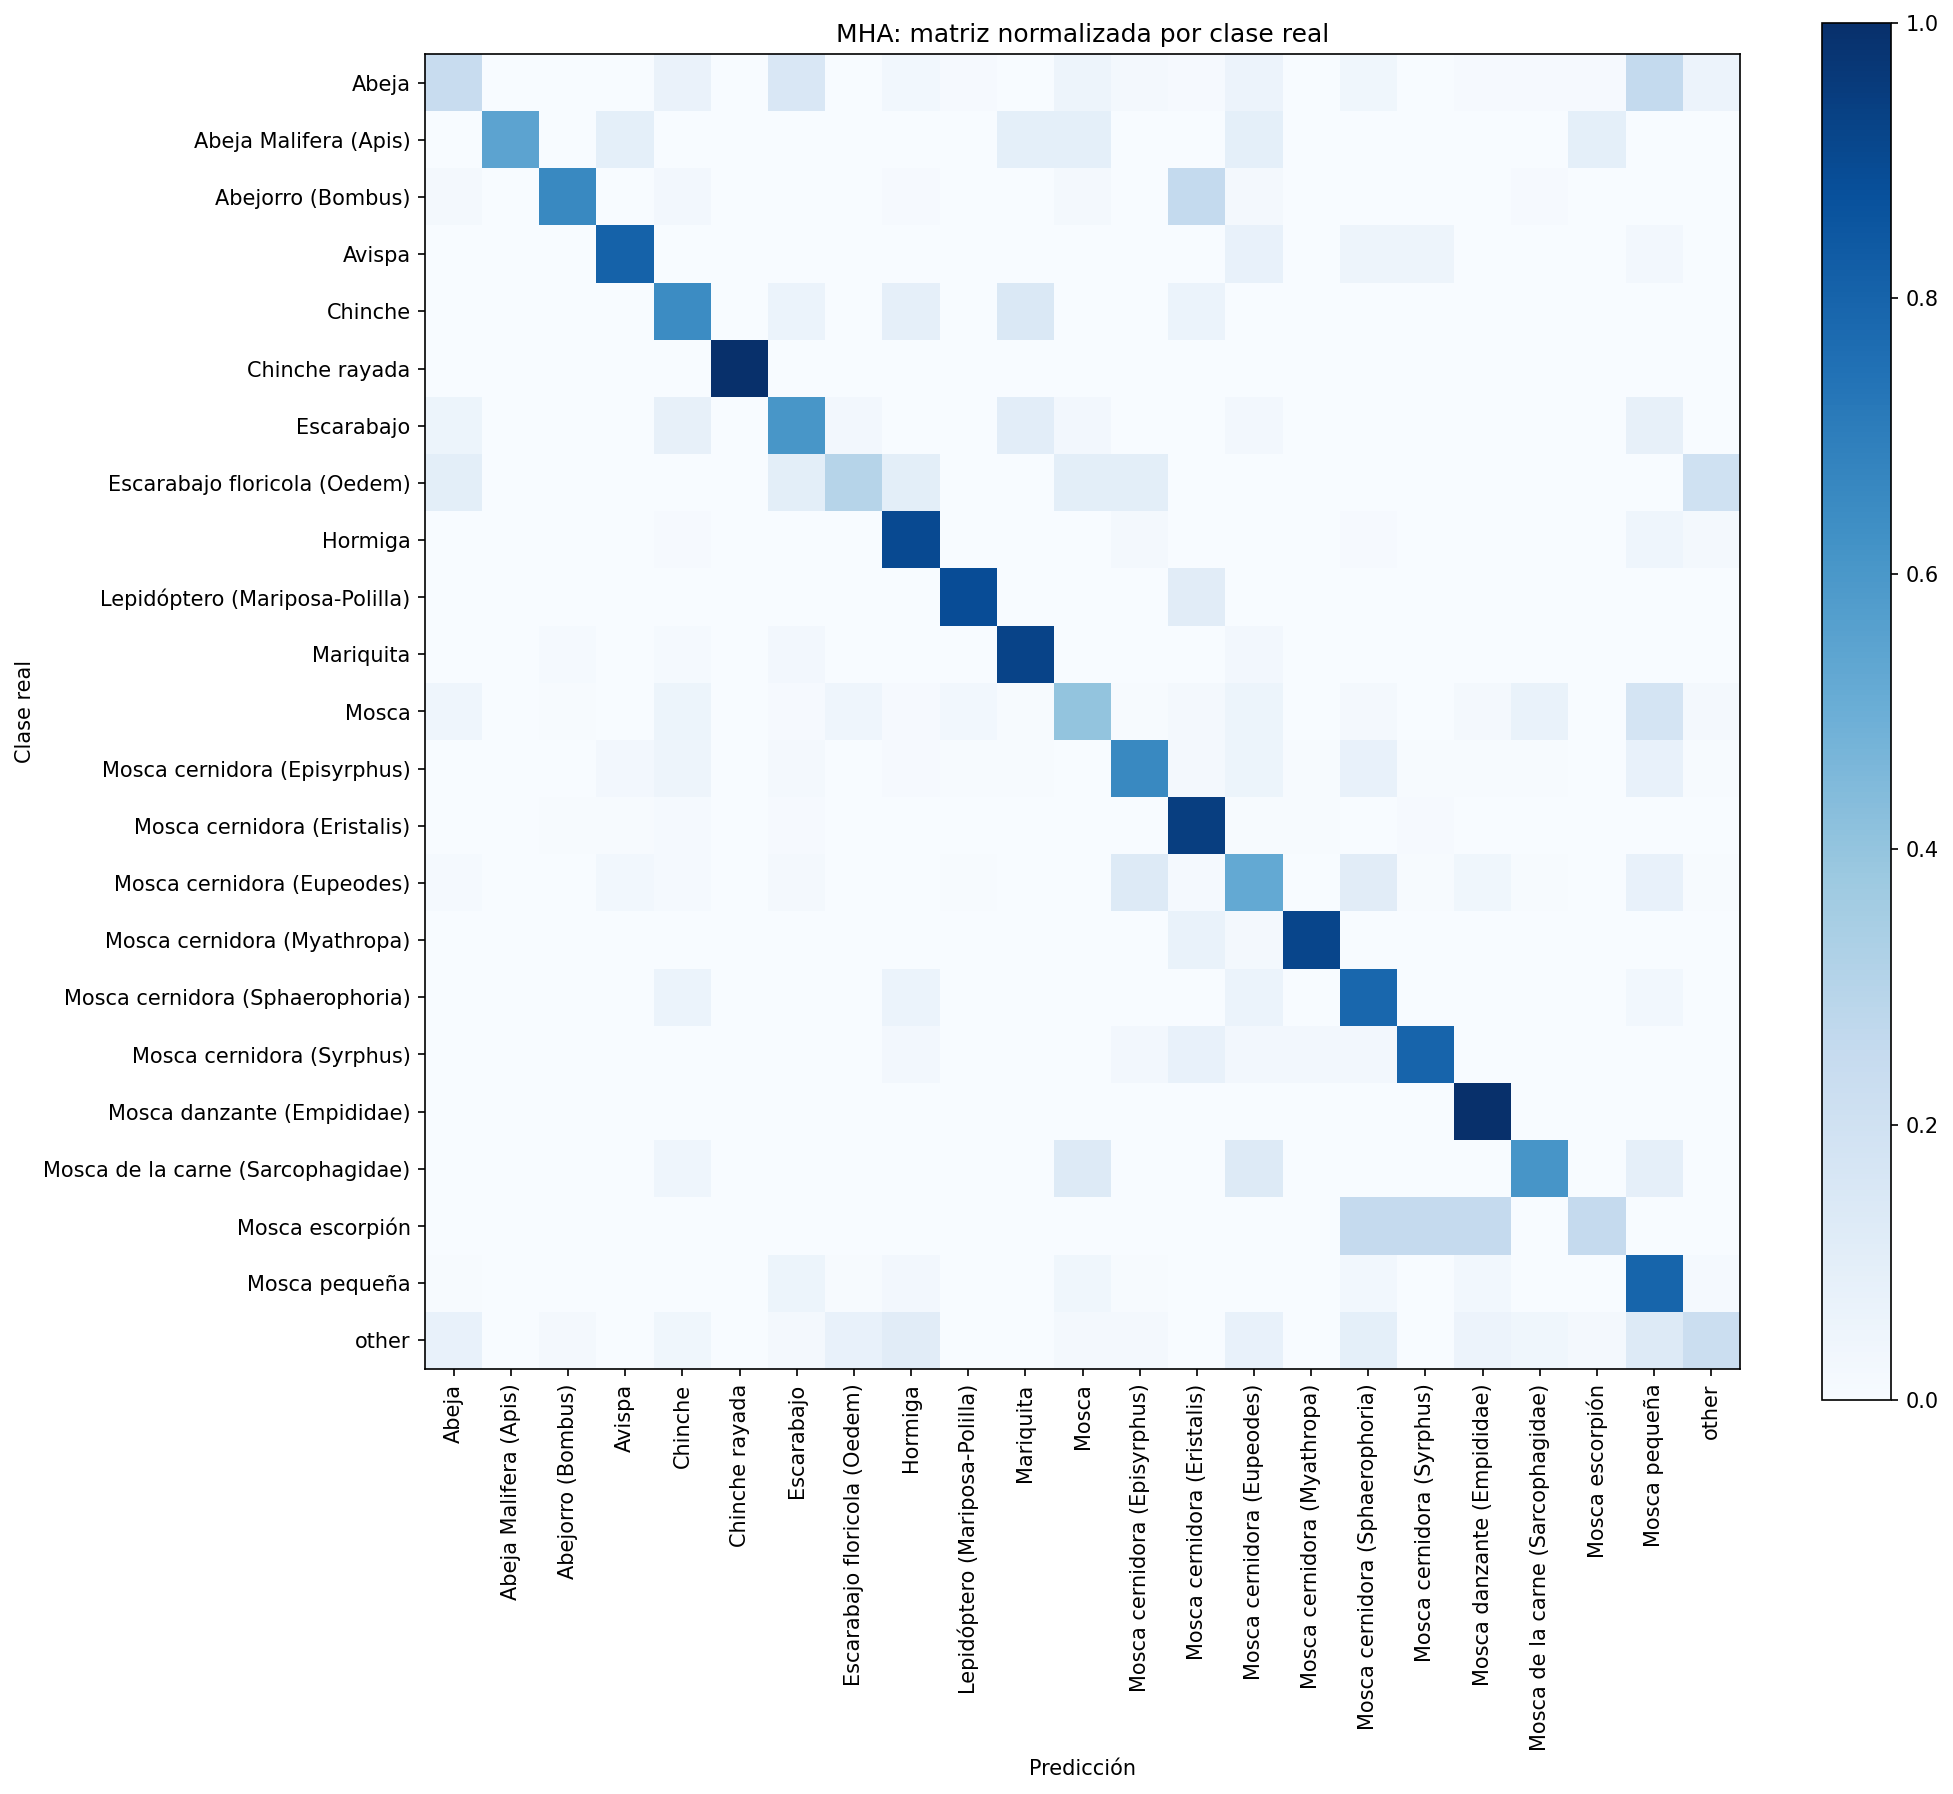 MHA: matriz normalizada por clase real
Clase real
Abeja
Abeja Malifera (Apis)
Abejorro (Bombus)
Avispa
Chinche
Chinche rayada
Escarabajo
Escarabajo floricola (Oedem)
Hormiga
Lepidóptero (Mariposa-Polilla)
Mariquita
Mosca
Mosca cernidora (Episyrphus)
Mosca cernidora (Eristalis)
Mosca cernidora (Eupeodes)
Mosca cernidora (Myathropa)
Mosca cernidora (Sphaerophoria)
Mosca cernidora (Syrphus)
Mosca danzante (Empididae)
Mosca de la carne (Sarcophagidae)
Mosca escorpión
Mosca pequeña
other
Abeja
Abeja Malifera (Apis)
Abejorro (Bombus)
Avispa
Chinche
Chinche rayada
Escarabajo
Escarabajo floricola (Oedem)
Hormiga
Lepidóptero (Mariposa-Polilla)
Mariquita
Mosca
Mosca cernidora (Episyrphus)
Mosca cernidora (Eristalis)
Mosca cernidora (Eupeodes)
Mosca cernidora (Myathropa)
Mosca cernidora (Sphaerophoria)
Mosca cernidora (Syrphus)
Mosca danzante (Empididae)
Mosca de la carne (Sarcophagidae)
Mosca escorpión
Mosca pequeña
other
Predicción
1.0
0.8
0.6
0.4
0.2
0.0